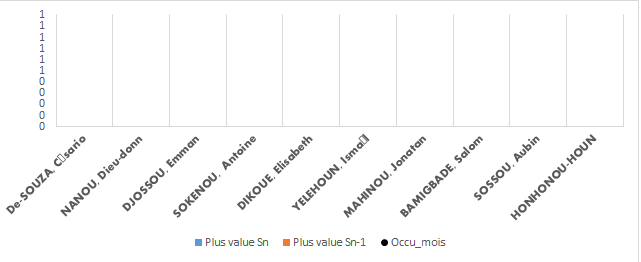 1
1
1
1
1
1
0
0
0
0
0
De-SOUZA, C□sario
NANOU, Dieu-donn
DJOSSOU, Emman
SOKENOU, Antoine
DIKOUE, Elisabeth
YELEHOUN, Isma□l
MAHINOU, Jonatan
BAMIGBADE, Salom
SOSSOU, Aubin
HONHONOU-HOUN
Plus value Sn Plus value Sn-1 Occu_mois